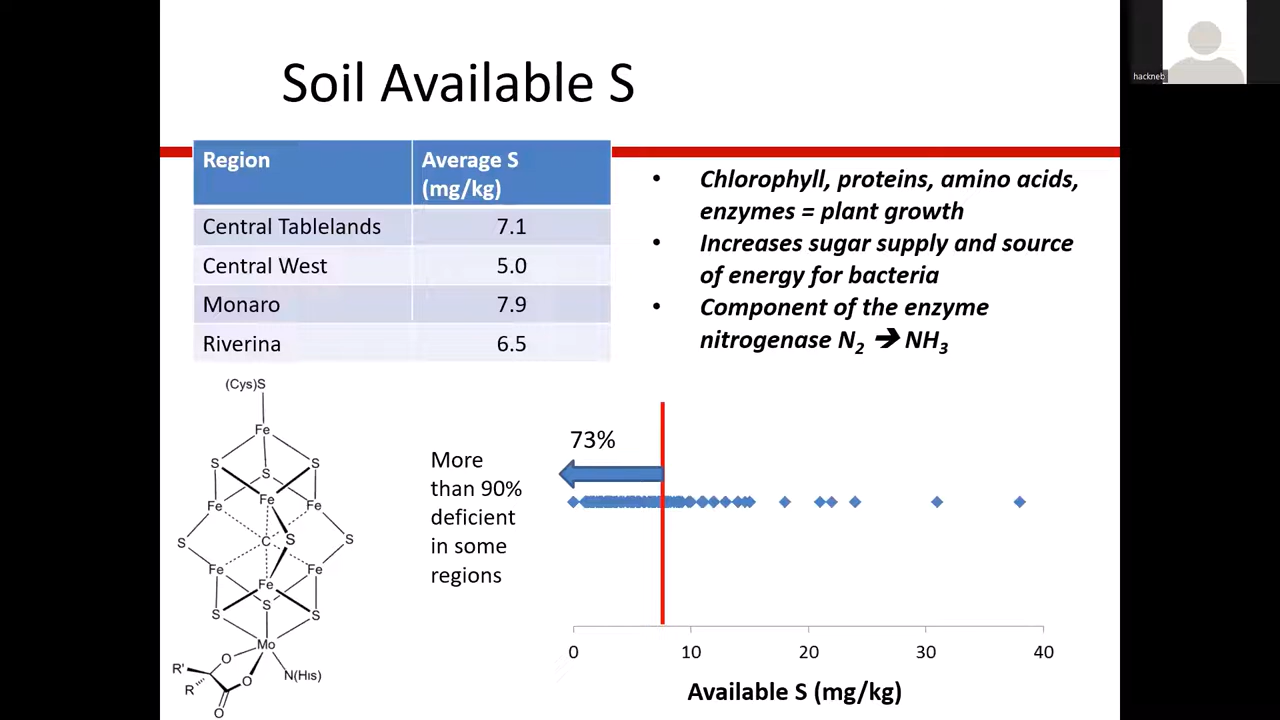 Soil Available S
hackneb
Region
Average S
(mg/kg)
Central Tablelands 7.1
Central West 5.0
Monaro 7.9
Riverina 6.5
• Chlorophyll, proteins, amino acids,
enzymes = plant growth
• Increases sugar supply and source
of energy for bacteria
• Component of the enzyme
nitrogenase N₂ ➔ NH₃
(Cys)S
Fe
S S
S
Fe Fe Fe
S C S S
Fe Fe Fe
S S S
Mo
R' O
R O N(His)
O
More
than 90%
deficient
in some
regions
73%
0 10 20 30 40
Available S (mg/kg)